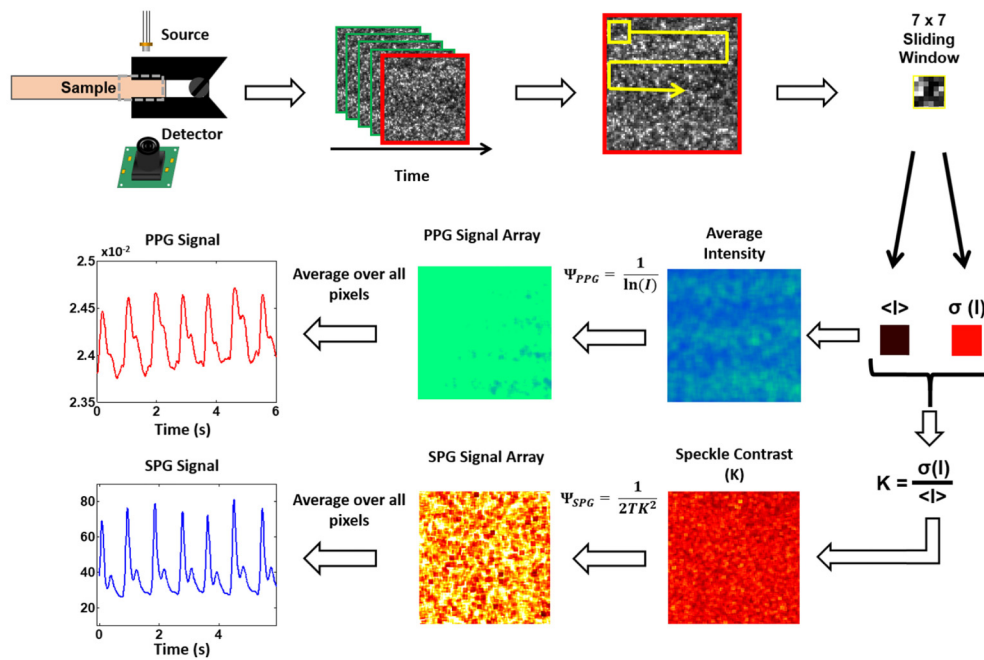 Source
Sample
Detector
Time
7 x 7
Sliding
Window
PPG Signal
x10⁻²
2.5
2.45
2.4
2.35
0
2
4
6
Time (s)
Average over all
pixels
PPG Signal Array
Ψ_PPG = 1 / ln(I)
Average
Intensity
<I>
σ (I)
K = σ(I) / <I>
SPG Signal
80
60
40
20
0
2
4
Time (s)
Average over all
pixels
SPG Signal Array
Ψ_SPG = 1 / 2TK²
Speckle Contrast
(K)